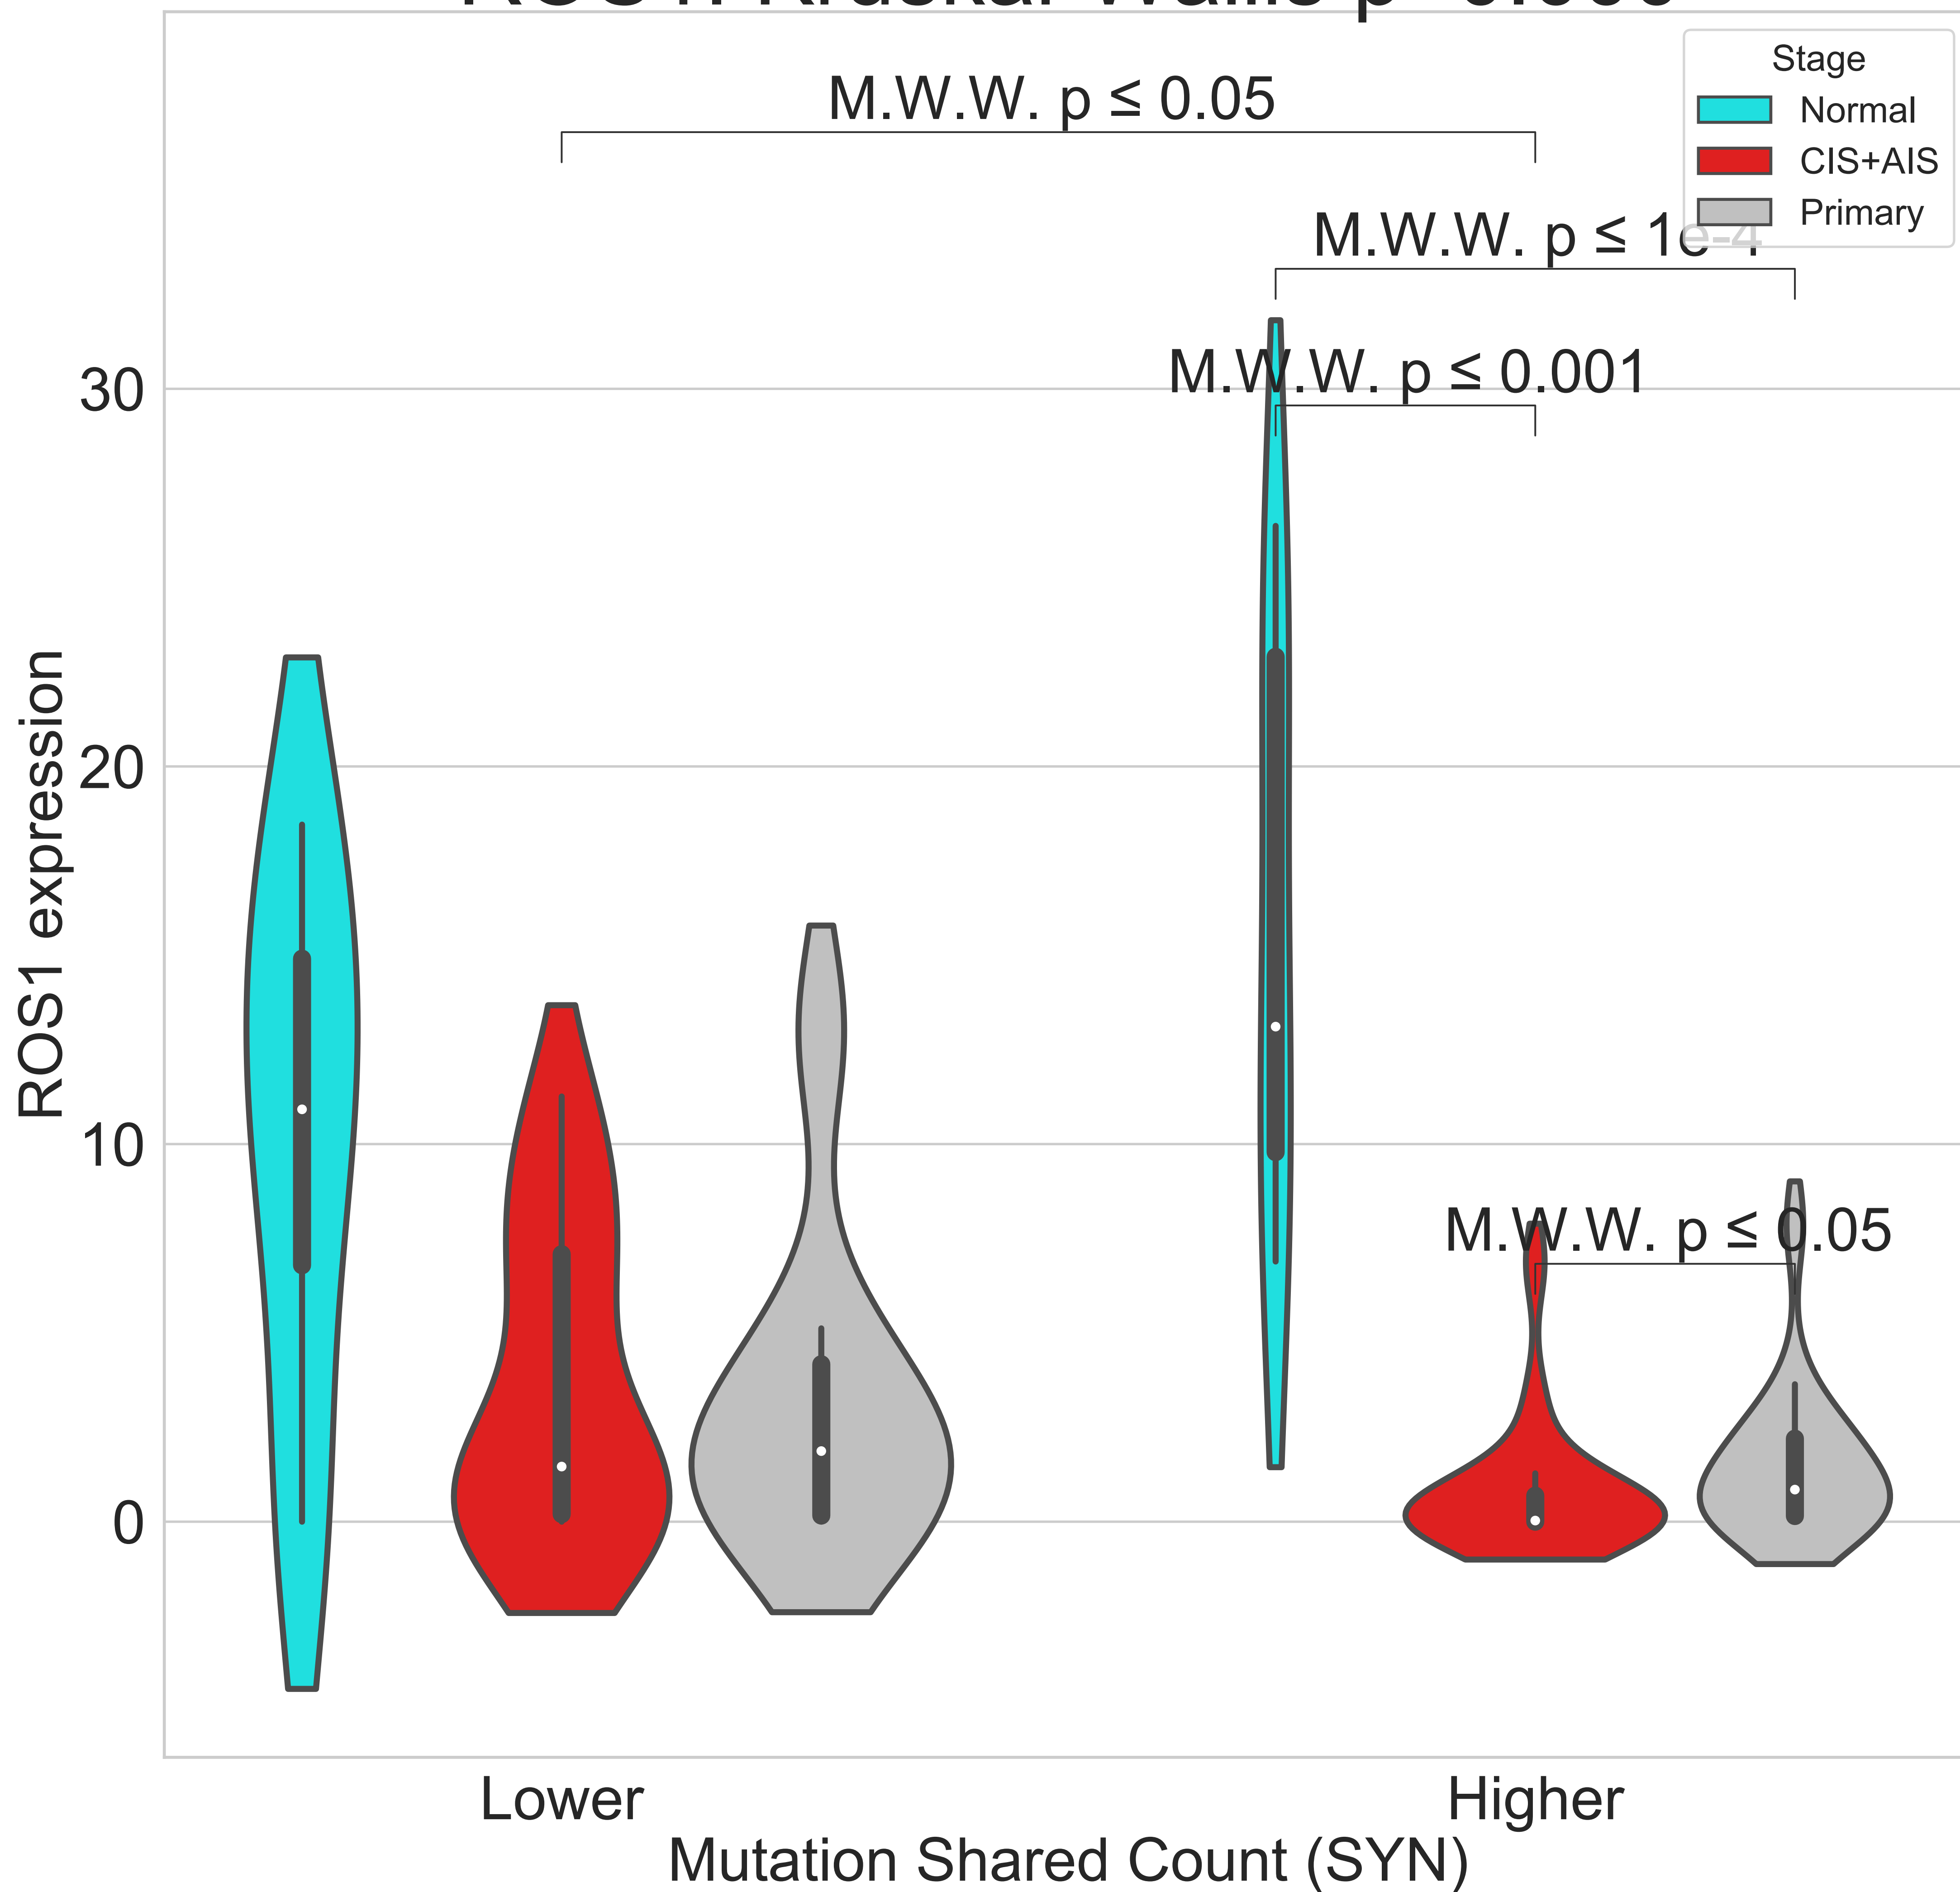 M.W.W. p ≤ 0.05
Stage
Normal
CIS+AIS
Primary
M.W.W. p ≤ 1e-4
M.W.W. p ≤ 0.001
30
20
10
0
ROS1 expression
M.W.W. p ≤ 0.05
Lower
Higher
Mutation Shared Count (SYN)